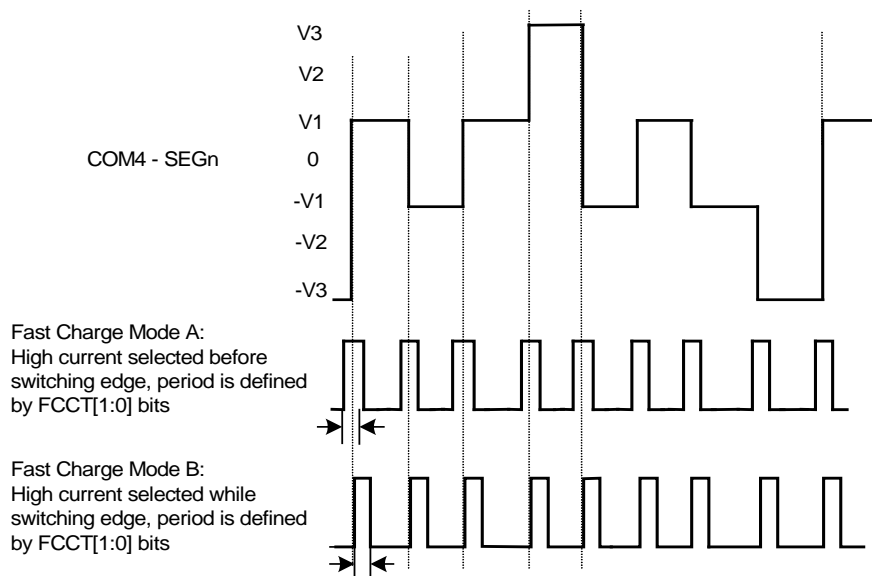 V3
V2
V1
COM4 - SEGn
0
-V1
-V2
-V3
Fast Charge Mode A:
High current selected before
switching edge, period is defined
by FCCT[1:0] bits
Fast Charge Mode B:
High current selected while
switching edge, period is defined
by FCCT[1:0] bits